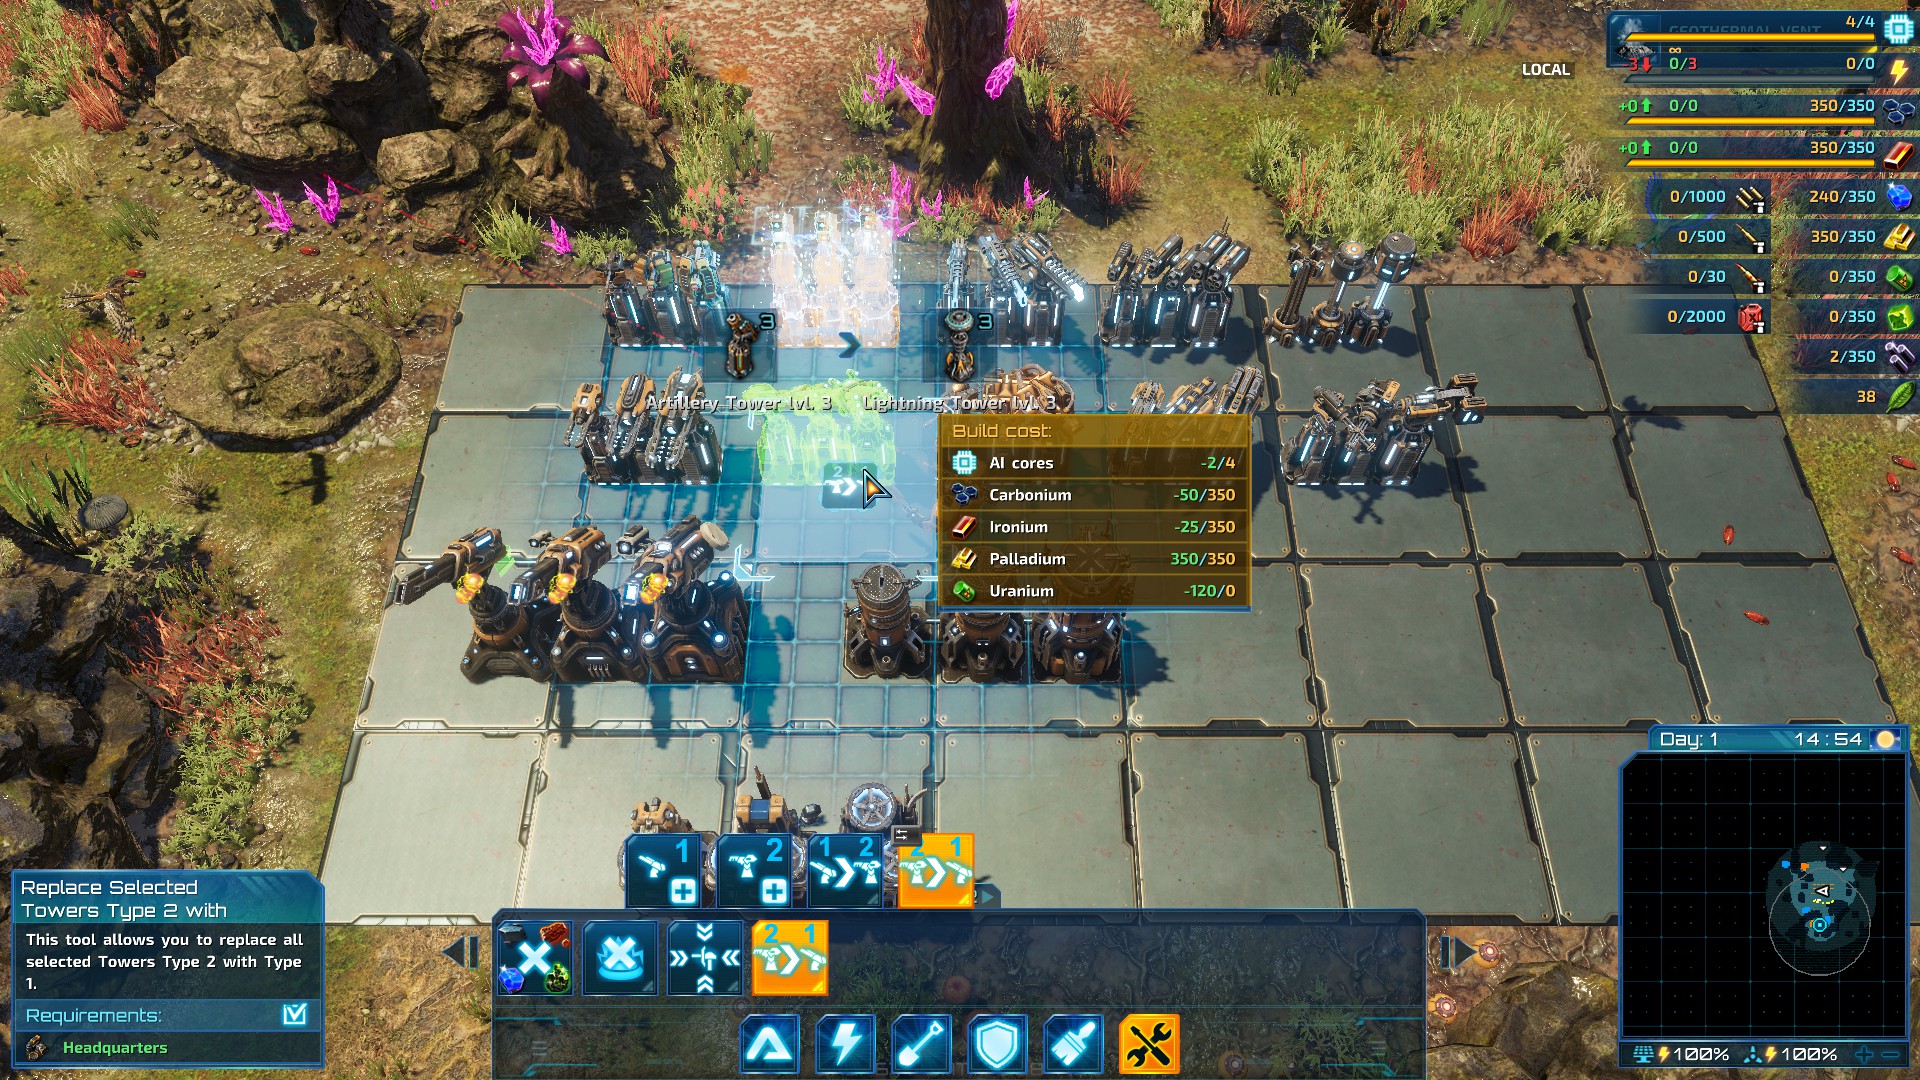 GEOTHERMAL VENT
4/4
∞
LOCAL
-3 0/3 0/0
+0 0/0 350/350
+0 0/0 350/350
0/1000 240/350
0/500 350/350
0/30 0/350
0/2000 0/350
2/350
38
3 3
Artillery Tower lvl. 3 Lightning Tower lvl. 3
Build cost:
AI cores -2/4
Carbonium -50/350
Ironium -25/350
Palladium 350/350
Uranium -120/0
2
Day: 1 14:54
1 2 1 2 2 1
2
2 1
Replace Selected
Towers Type 2 with
This tool allows you to replace all
selected Towers Type 2 with Type
1.
Requirements:
Headquarters
100% 100%